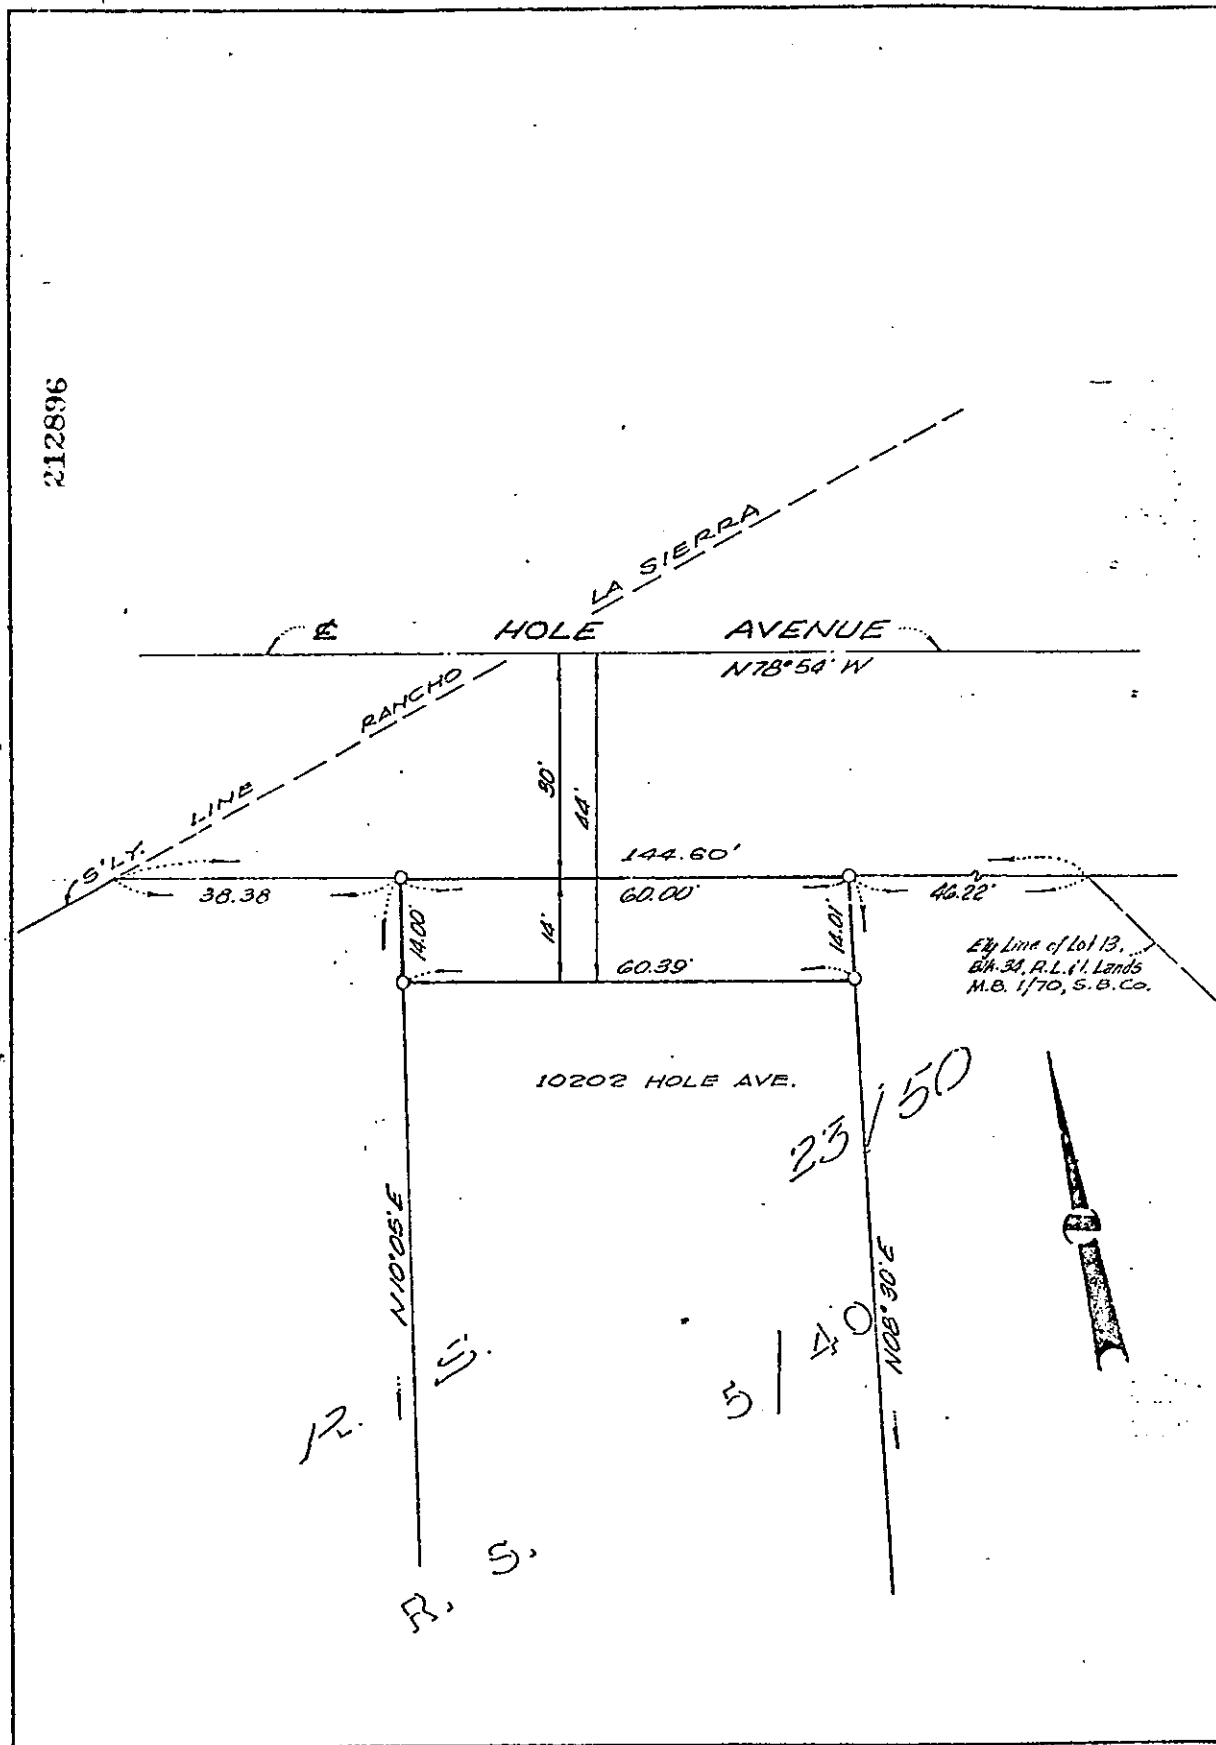 212896
LA SIERRA
℄ HOLE AVENUE
N78°54' W
RANCHO
LINE
S'LY.
30'
44'
144.60'
38.38
60.00'
46.22'
14.00'
14'
14.01'
60.39'
Ely Line of Lot 13,
Blk. 34, R.L.&I. Lands
M.B. 1/70, S.B.Co.
10202 HOLE AVE.
23/50
N10°05'E
N08°30'E
5/40
R. S.
R. S.